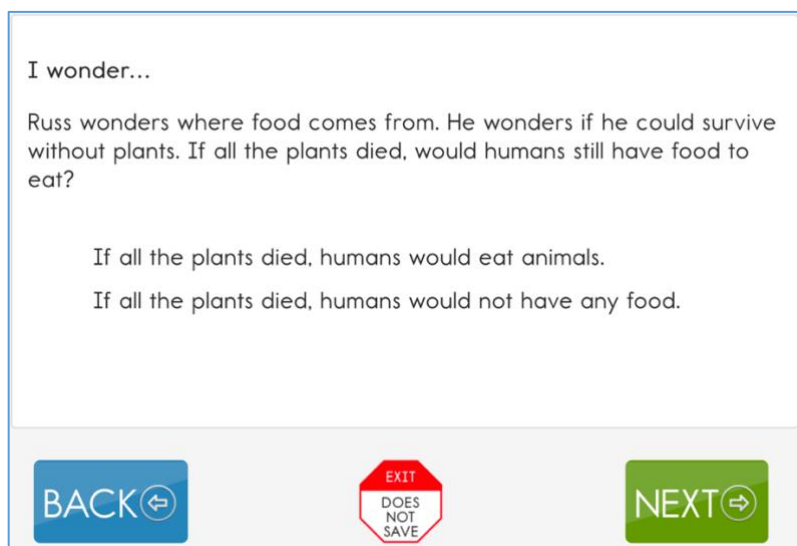 I wonder...
Russ wonders where food comes from. He wonders if he could survive
without plants. If all the plants died, would humans still have food to
eat?
If all the plants died, humans would eat animals.
If all the plants died, humans would not have any food.
BACK
EXIT
DOES
NOT
SAVE
NEXT